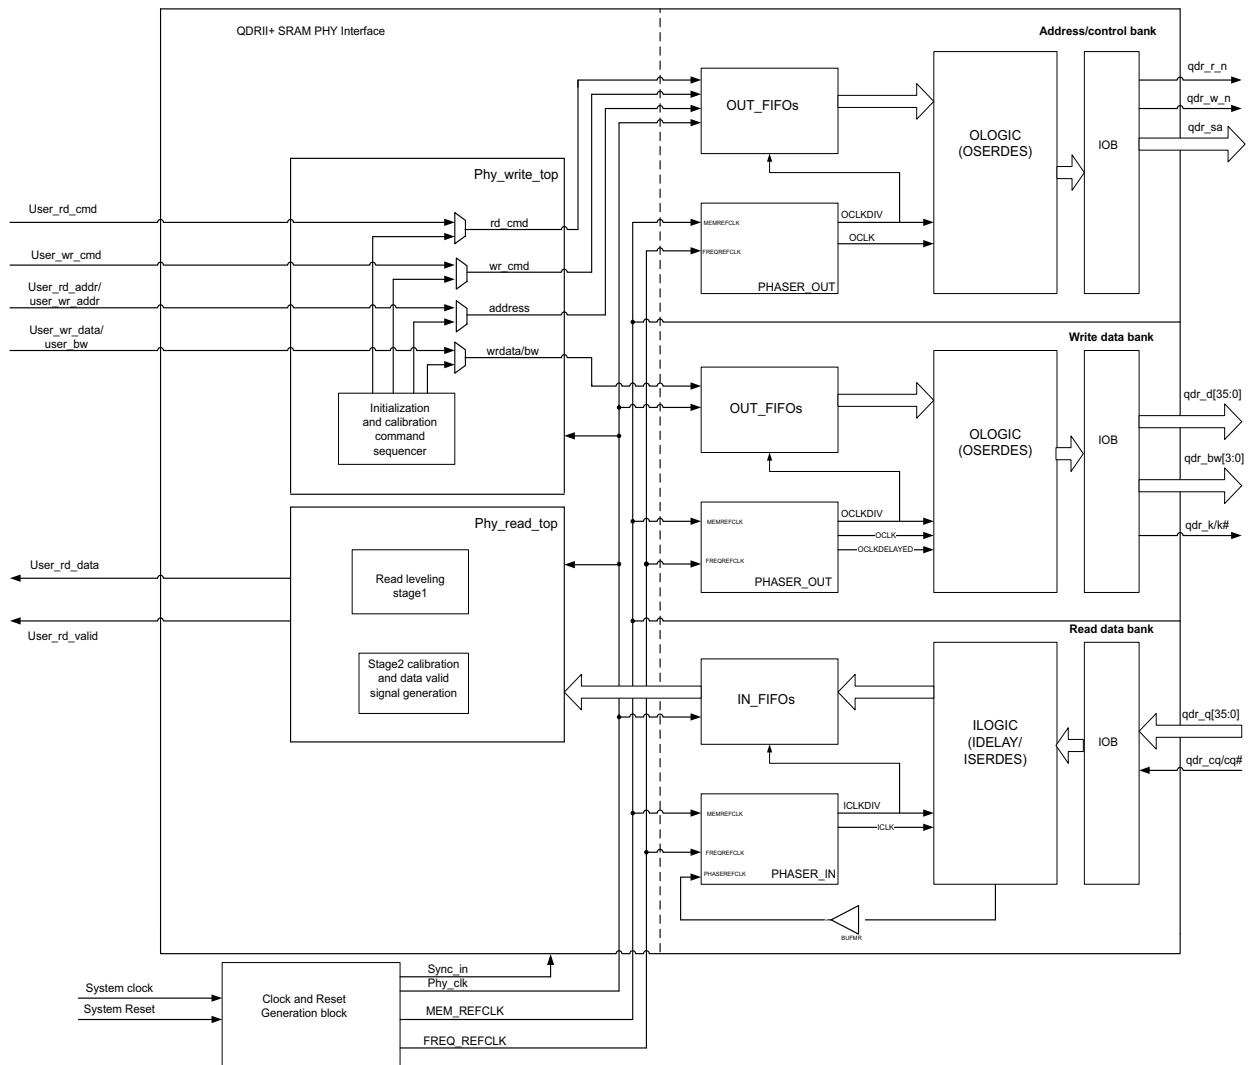 QDRII+ SRAM PHY Interface
Address/control bank
qdr_r_n
qdr_w_n
qdr_sa
OUT_FIFOs
OLOGIC
(OSERDES)
IOB
Phy_write_top
User_rd_cmd
rd_cmd
MEMREFCLK
OCLKDIV
OCLK
FREQREFCLK
PHASER_OUT
User_wr_cmd
wr_cmd
User_rd_addr/
user_wr_addr
address
User_wr_data/
user_bw
wrdata/bw
Initialization
and calibration
command
sequencer
Write data bank
OUT_FIFOs
OLOGIC
(OSERDES)
IOB
qdr_d[35:0]
qdr_bw[3:0]
qdr_k/k#
MEMREFCLK
OCLKDIV
OCLK
OCLKDELAYED
FREQREFCLK
PHASER_OUT
Phy_read_top
User_rd_data
Read leveling
stage1
User_rd_valid
Stage2 calibration
and data valid
signal generation
Read data bank
IN_FIFOs
ILOGIC
(IDELAY/
ISERDES)
IOB
qdr_q[35:0]
qdr_cq/cq#
MEMREFCLK
ICLKDIV
ICLK
FREQREFCLK
PHASEREFCLK
PHASER_IN
BUFMR
System clock
System Reset
Clock and Reset
Generation block
Sync_in
Phy_clk
MEM_REFCLK
FREQ_REFCLK